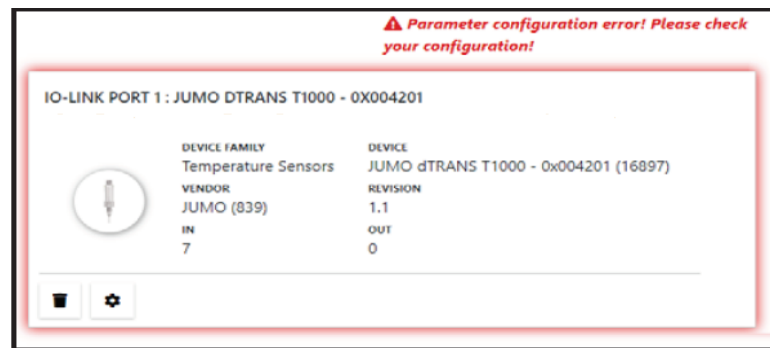 Parameter configuration error! Please check
your configuration!
IO-LINK PORT 1 : JUMO DTRANS T1000 - 0X004201
DEVICE FAMILY
Temperature Sensors
DEVICE
JUMO dTRANS T1000 - 0x004201 (16897)
VENDOR
JUMO (839)
REVISION
1.1
IN
7
OUT
0